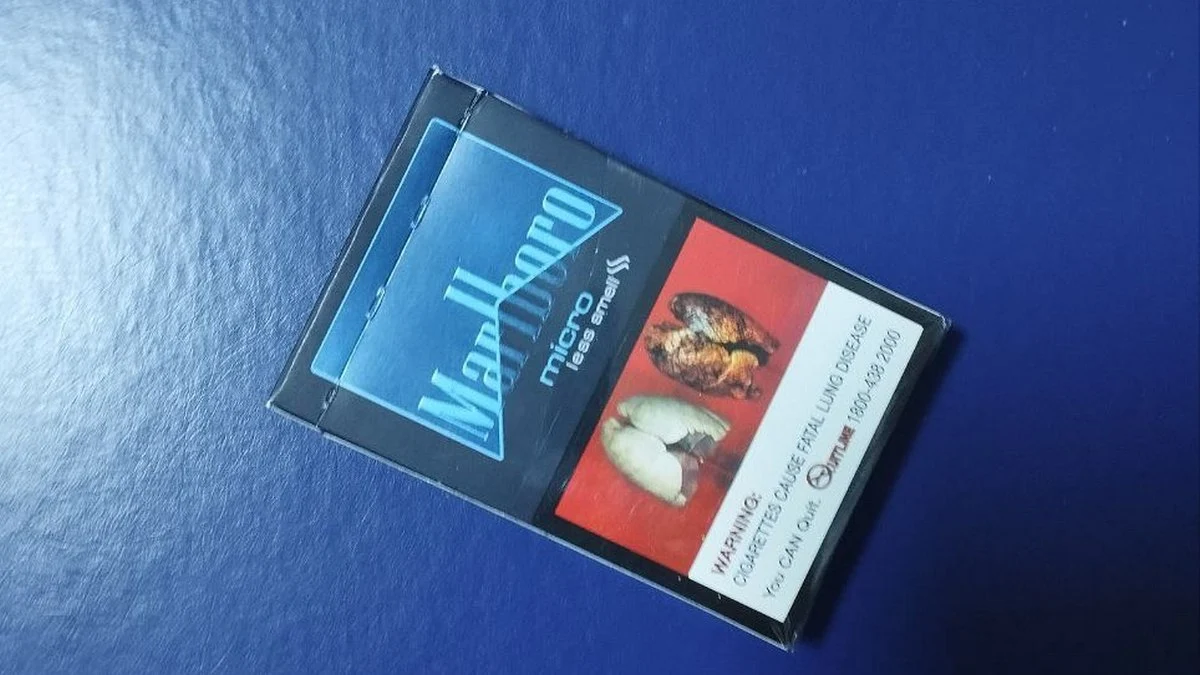 Marlboro
micro
less smell
WARNING:
CIGARETTES CAUSE FATAL LUNG DISEASE
You CAN Quit. QUITLINE 1800-438 2000